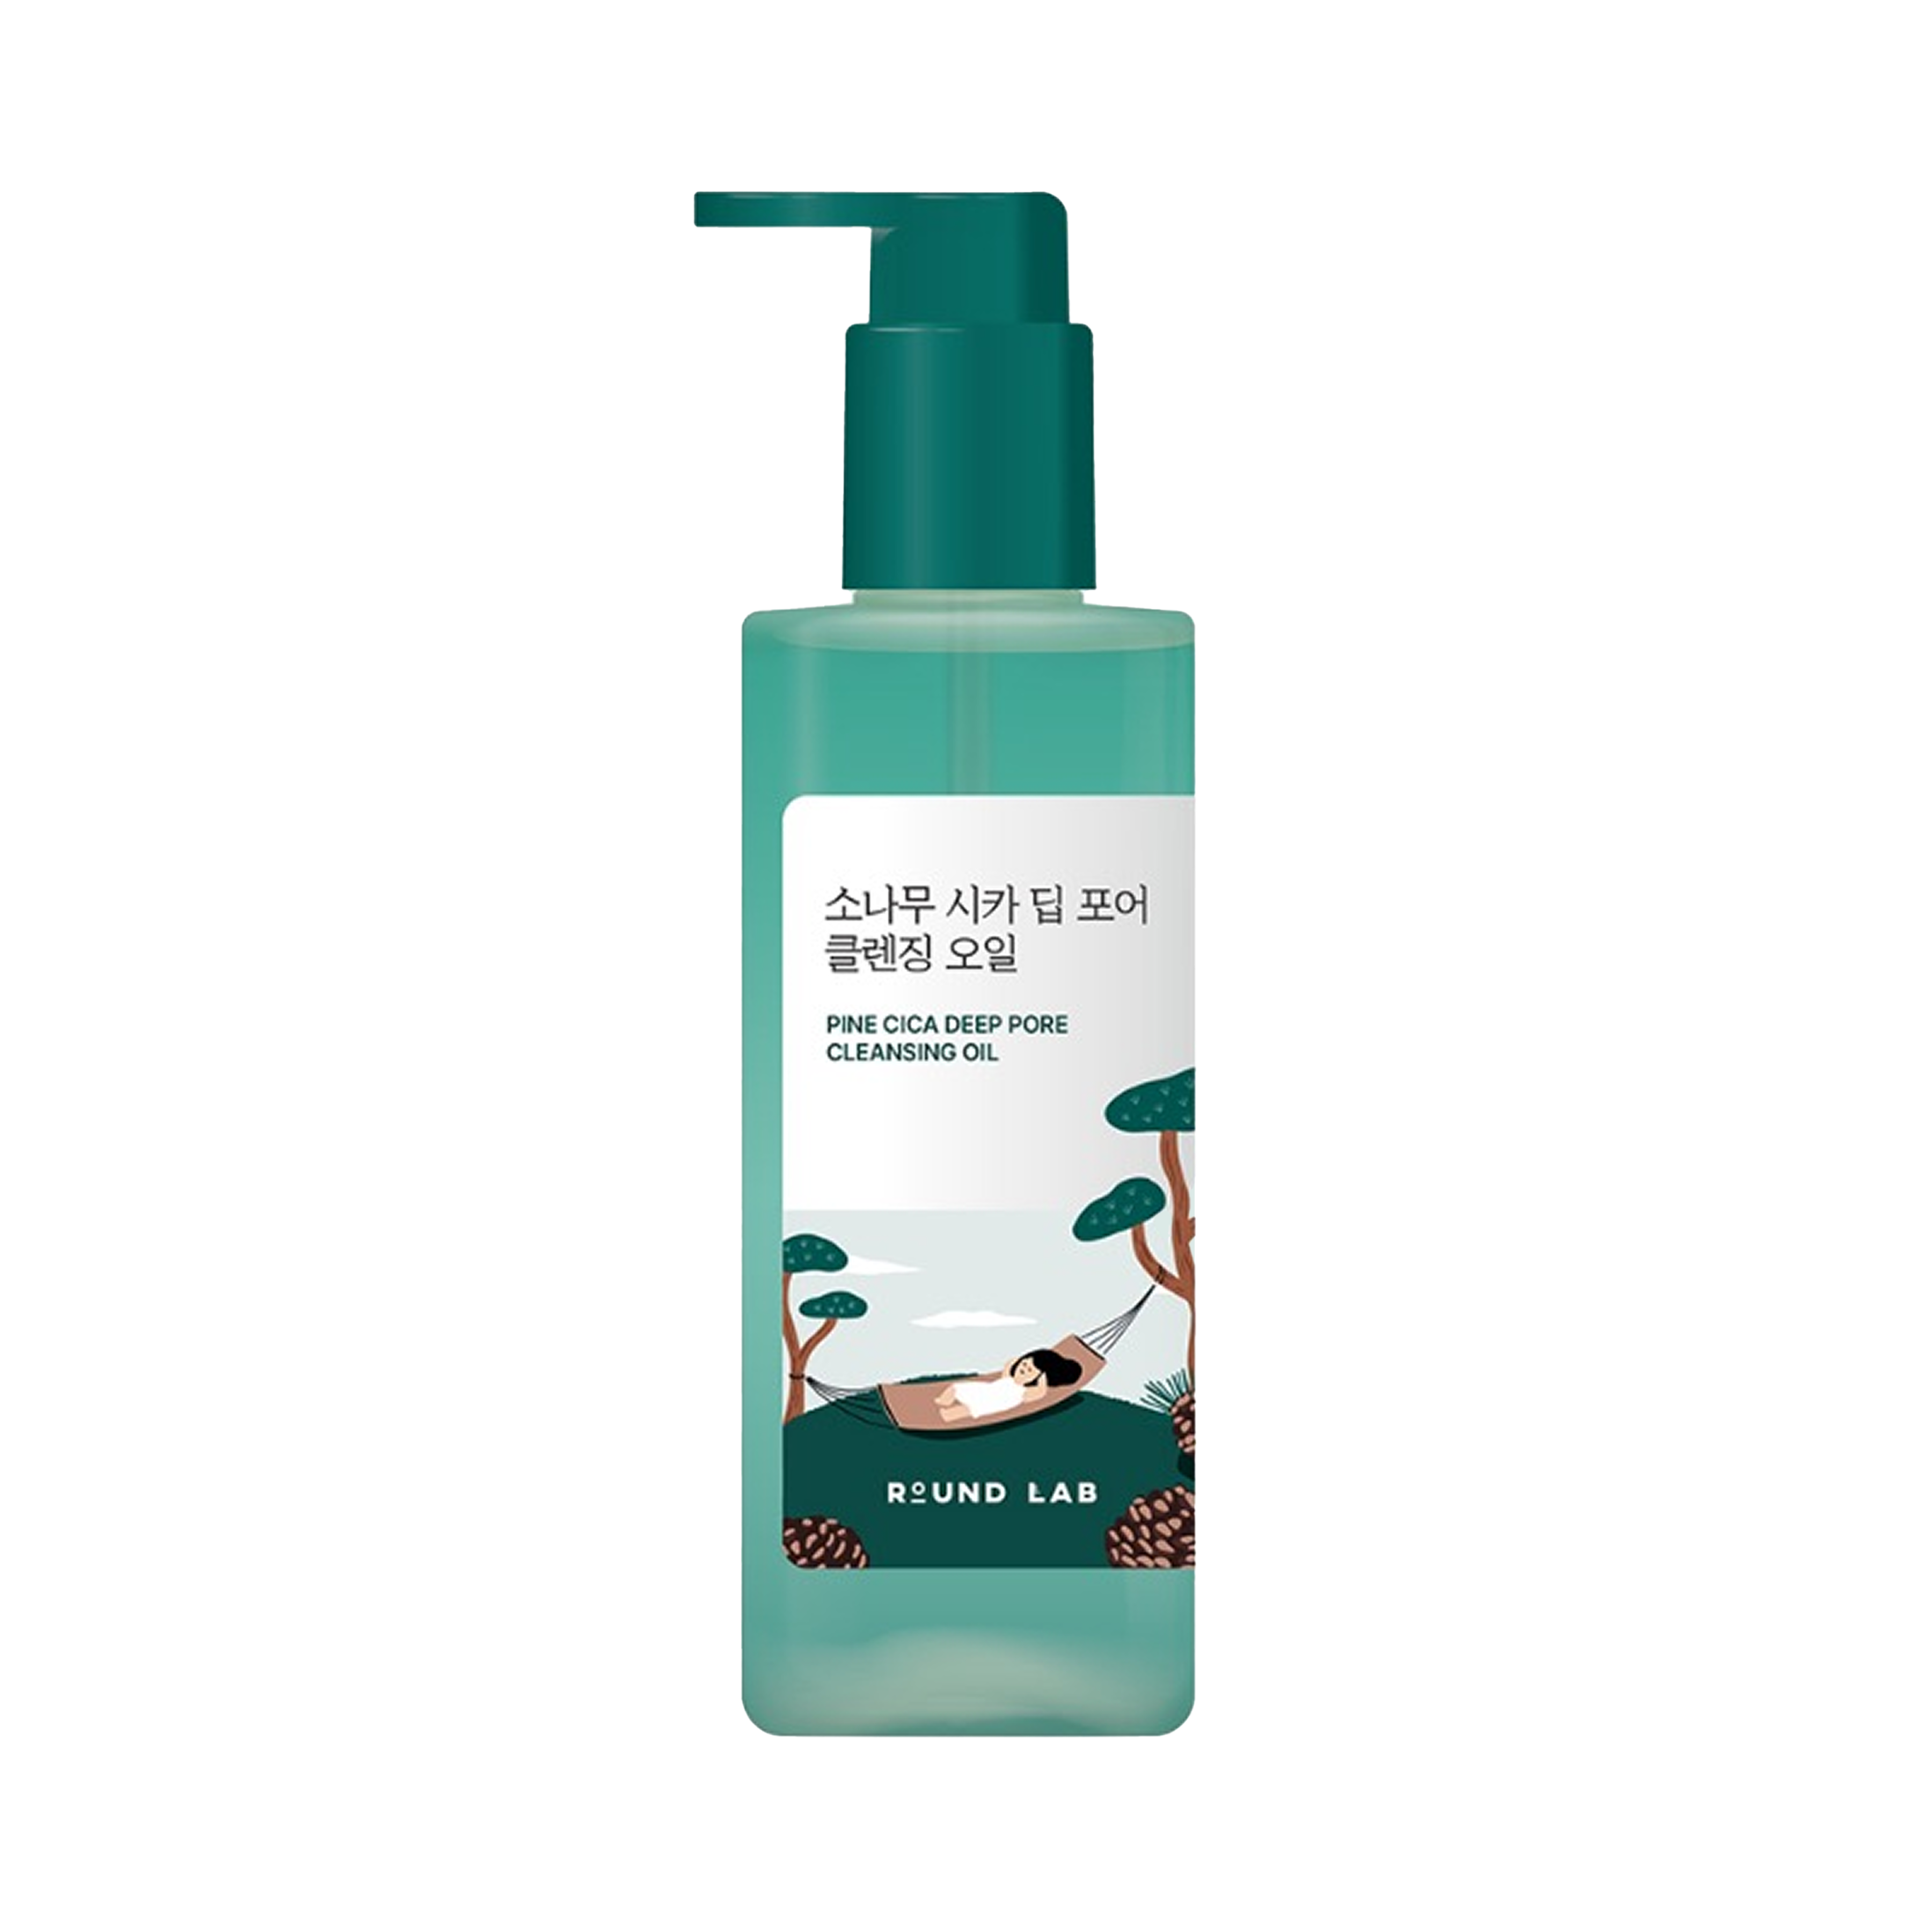 소나무 시카 딥 포어
클렌징 오일
PINE CICA DEEP PORE
CLEANSING OIL
ROUND LAB